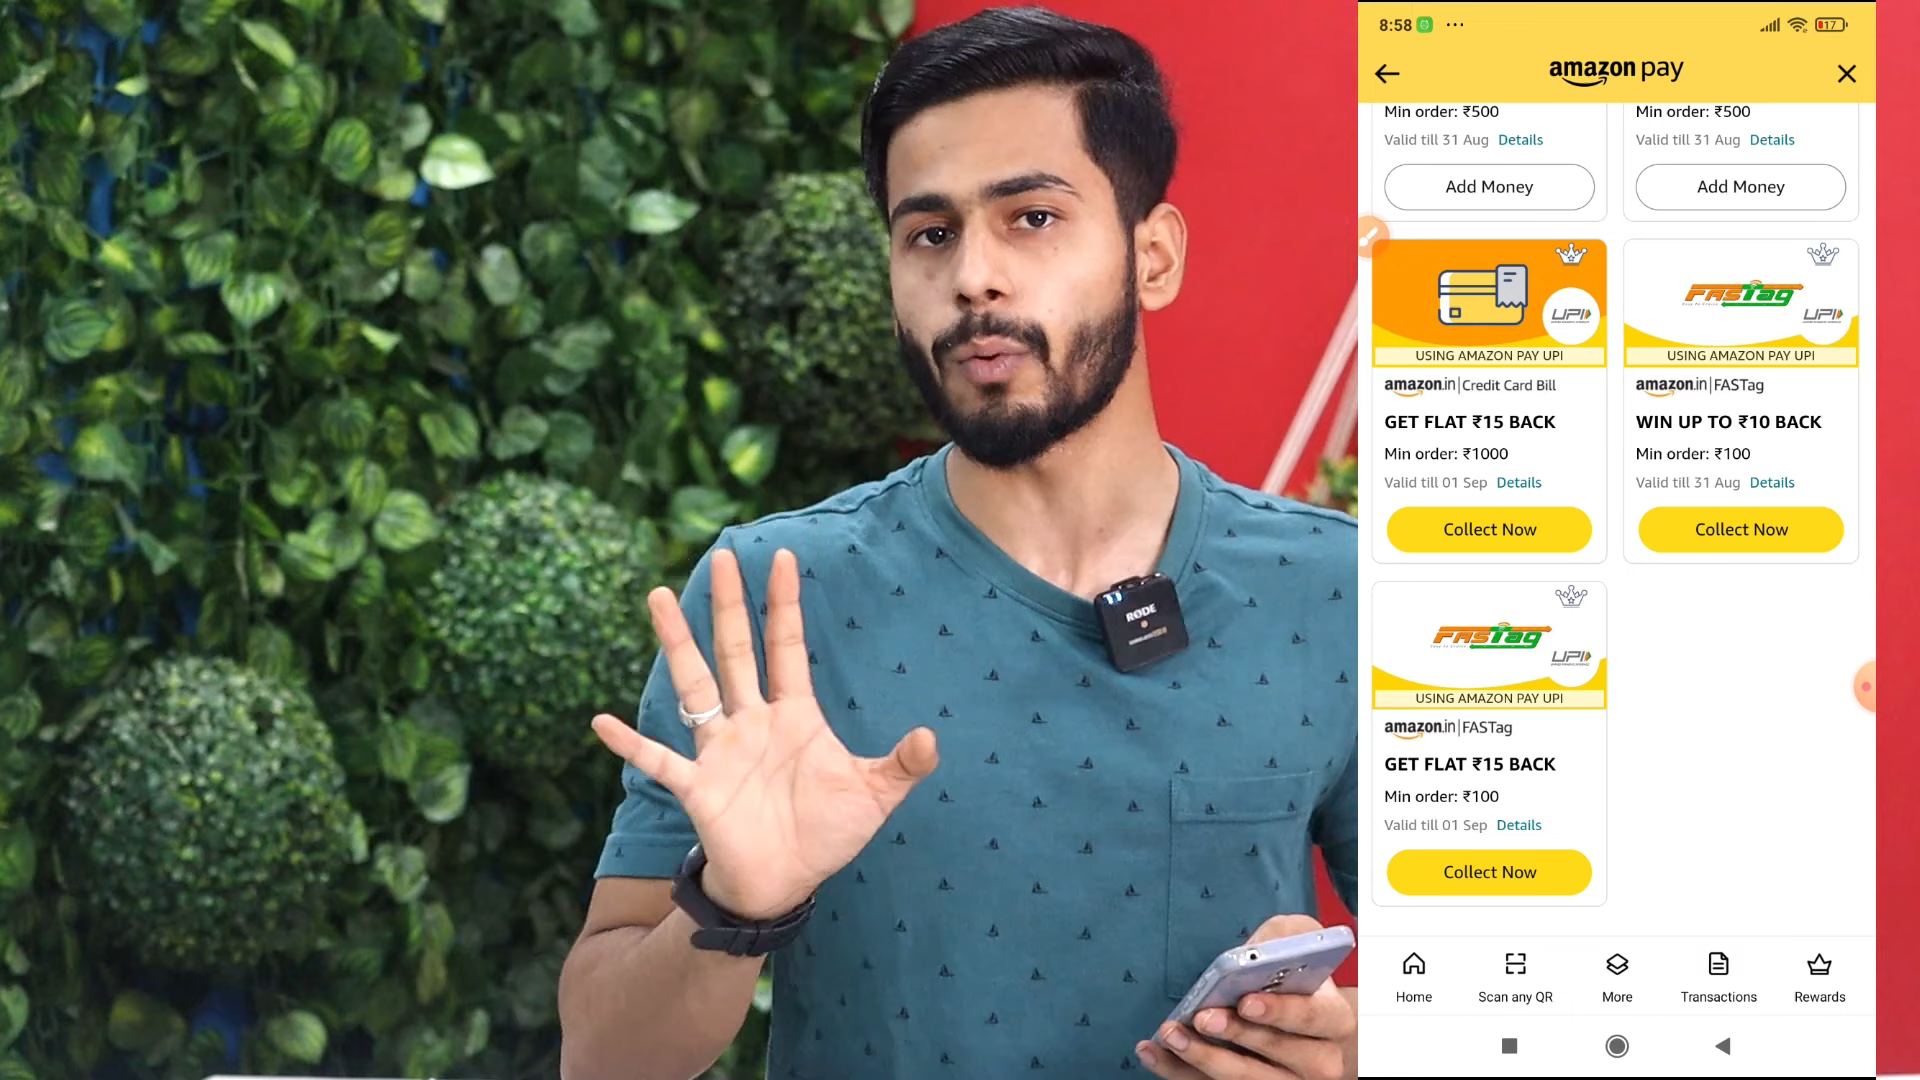 8:58
17
amazon pay
Min order: ₹500
Valid till 31 Aug Details
Add Money
Min order: ₹500
Valid till 31 Aug Details
Add Money
UPI
USING AMAZON PAY UPI
amazon.in|Credit Card Bill
GET FLAT ₹15 BACK
Min order: ₹1000
Valid till 01 Sep Details
Collect Now
FASTag
UPI
USING AMAZON PAY UPI
amazon.in|FASTag
WIN UP TO ₹10 BACK
Min order: ₹100
Valid till 31 Aug Details
Collect Now
FASTag
UPI
USING AMAZON PAY UPI
amazon.in|FASTag
GET FLAT ₹15 BACK
Min order: ₹100
Valid till 01 Sep Details
Collect Now
Home
Scan any QR
More
Transactions
Rewards
RODE